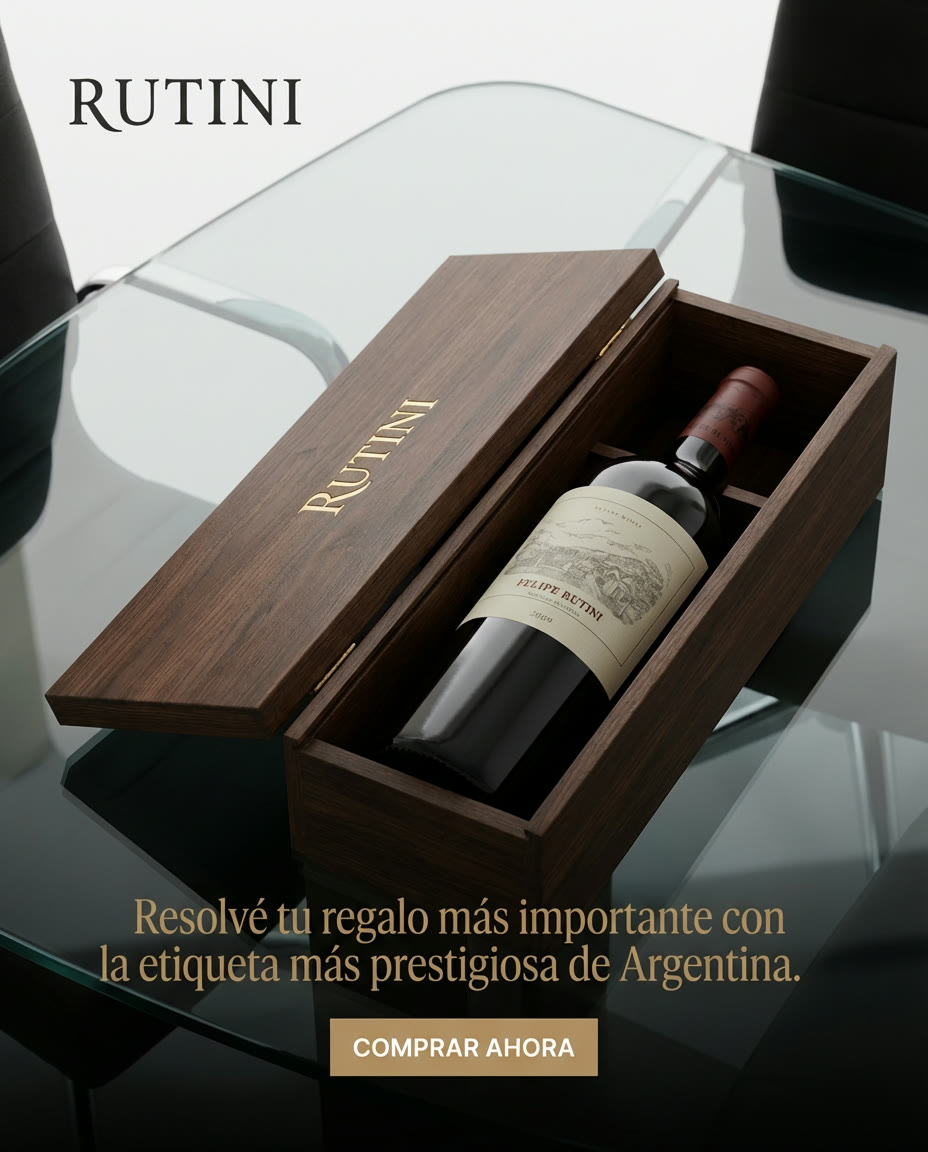 RUTINI
RUTINI
FELIPE RUTINI
Resolvé tu regalo más importante con
la etiqueta más prestigiosa de Argentina.
COMPRAR AHORA